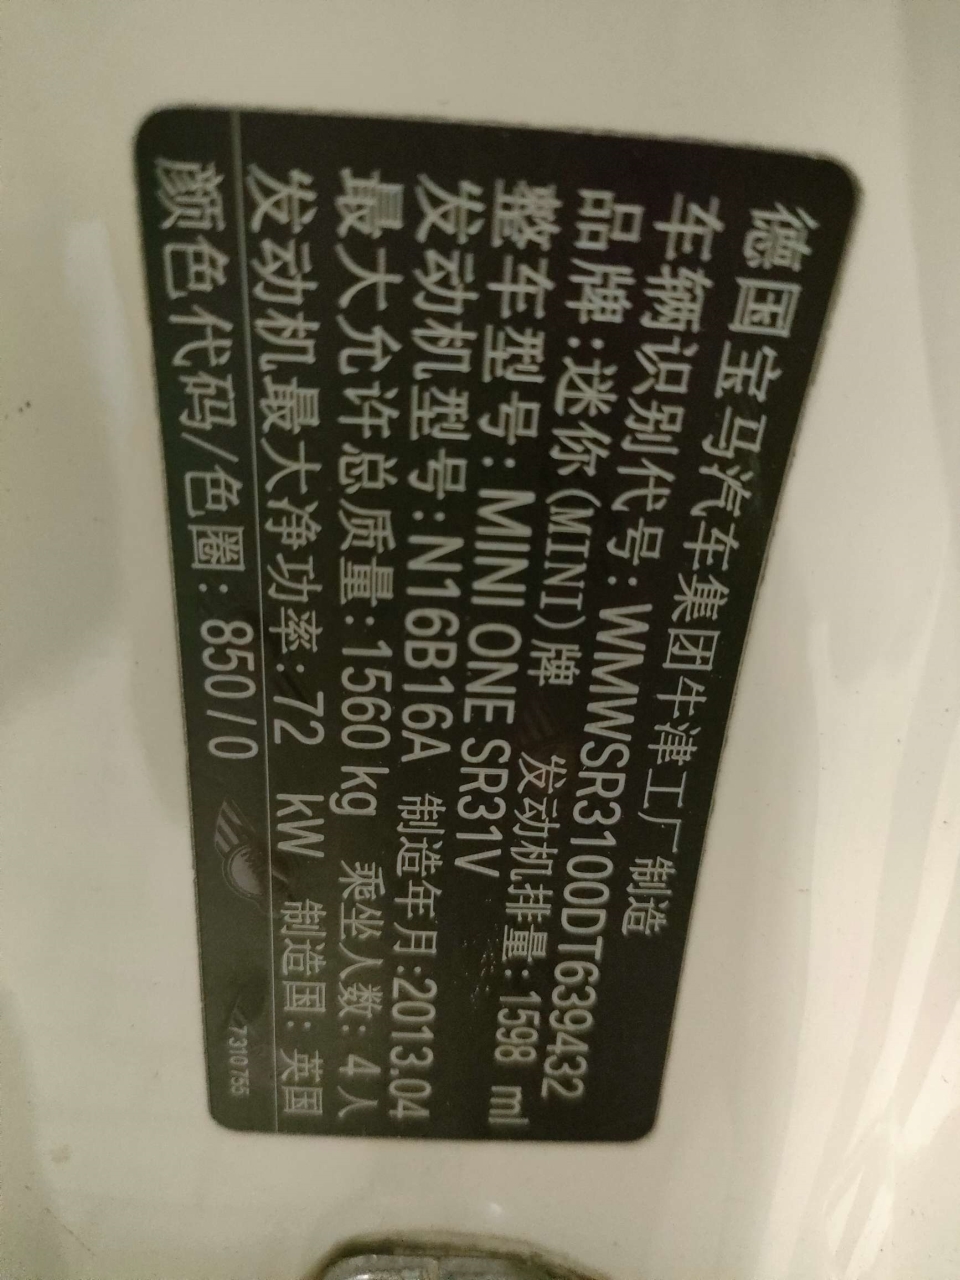 德国宝马汽车集团牛津工厂制造
车辆识别代号：WMWSR3100DT639432
品牌：迷你(MINI)牌 发动机排量：1598 ml
整车型号：MINI ONE SR31V
发动机型号：N16B16A 制造年月：2013.04
最大允许总质量：1560kg 乘坐人数：4人
发动机最大净功率：72 kW 制造国：英国
颜色代码/色圈：850/0
7310755